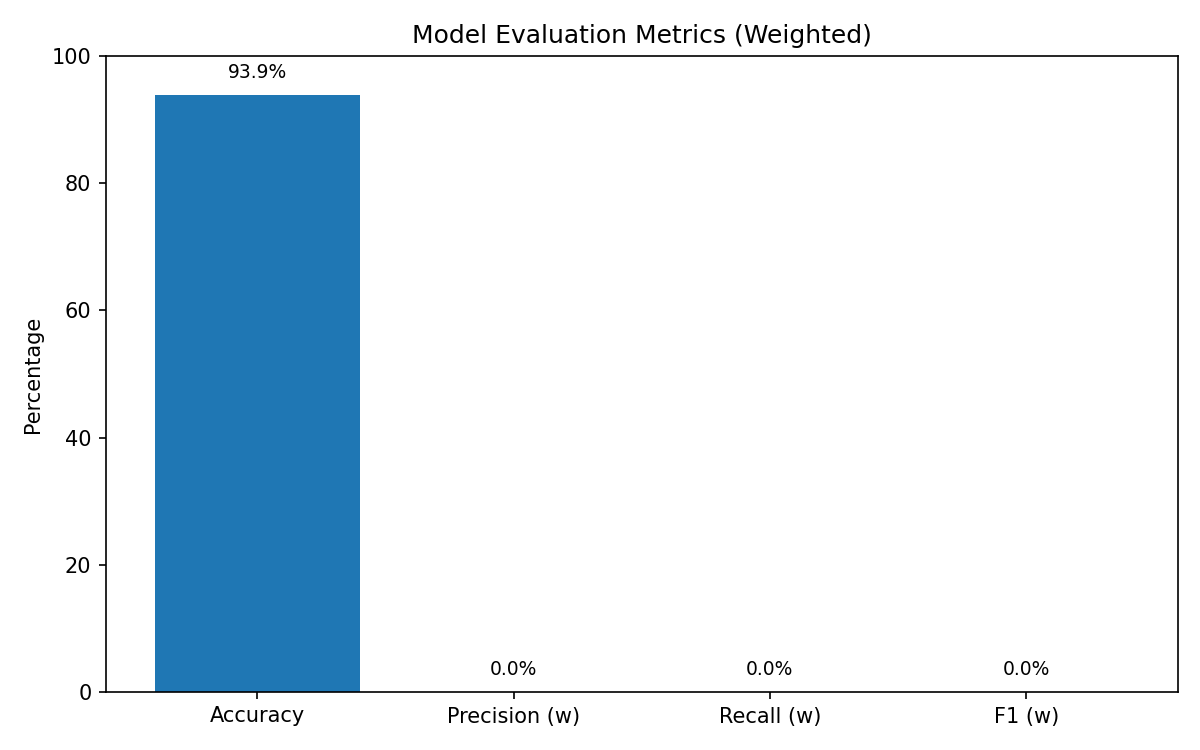 Model Evaluation Metrics (Weighted)
100
80
60
40
20
0
Percentage
93.9%
0.0%
0.0%
0.0%
Accuracy
Precision (w)
Recall (w)
F1 (w)